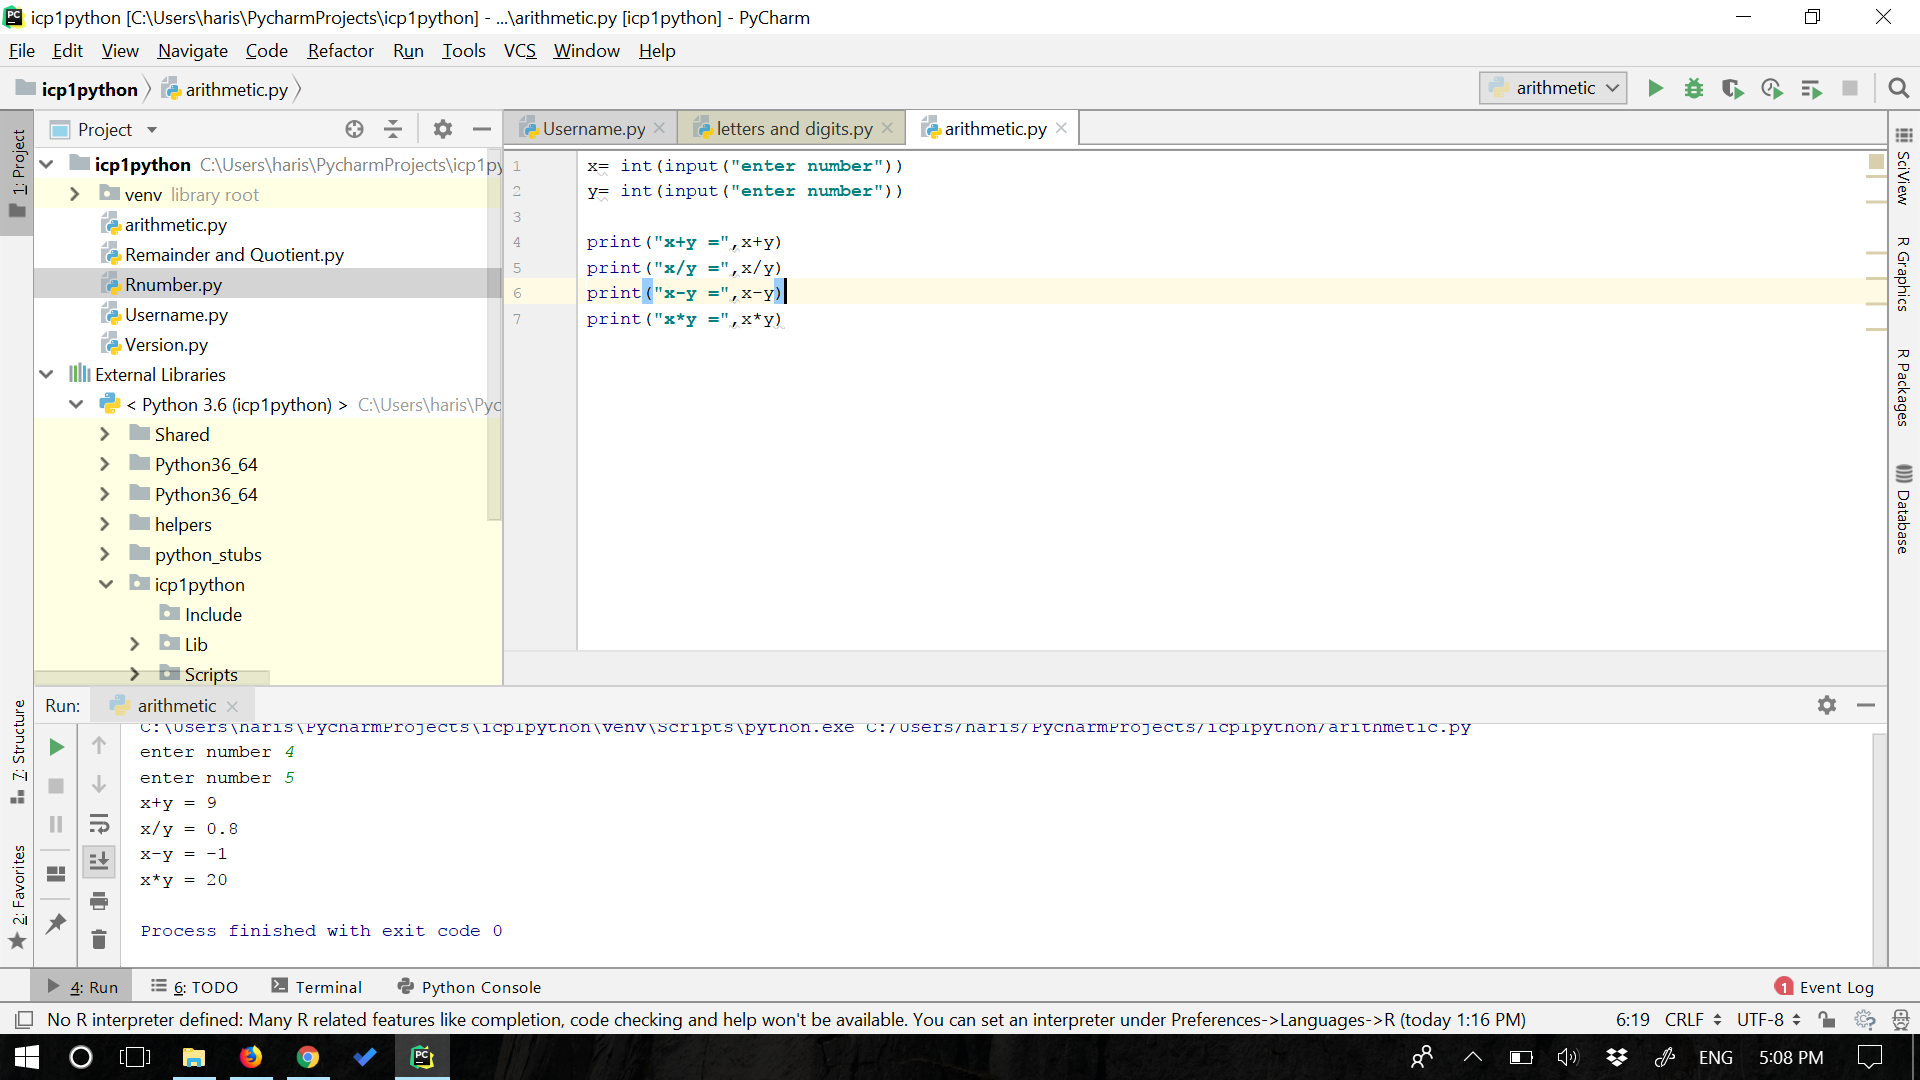 icp1python [C:\Users\haris\PycharmProjects\icp1python] - ...\arithmetic.py [icp1python] - PyCharm
File Edit View Navigate Code Refactor Run Tools VCS Window Help
icp1python arithmetic.py
arithmetic
1: Project
Project
Username.py letters and digits.py arithmetic.py
icp1python C:\Users\haris\PycharmProjects\icp1py
venv library root
arithmetic.py
Remainder and Quotient.py
Rnumber.py
Username.py
Version.py
External Libraries
< Python 3.6 (icp1python) > C:\Users\haris\Pyc
Shared
Python36_64
Python36_64
helpers
python_stubs
icp1python
Include
Lib
Scripts
1 x= int(input("enter number"))
2 y= int(input("enter number"))
3
4 print("x+y =",x+y)
5 print("x/y =",x/y)
6 print("x-y =",x-y)
7 print("x*y =",x*y)
SciView
R Graphics
R Packages
Database
7: Structure
2: Favorites
Run: arithmetic
C:\Users\haris\PycharmProjects\icp1python\venv\Scripts\python.exe C:/Users/haris/PycharmProjects/icp1python/arithmetic.py
enter number 4
enter number 5
x+y = 9
x/y = 0.8
x-y = -1
x*y = 20
Process finished with exit code 0
4: Run 6: TODO Terminal Python Console 1 Event Log
No R interpreter defined: Many R related features like completion, code checking and help won't be available. You can set an interpreter under Preferences->Languages->R (today 1:16 PM) 6:19 CRLF UTF-8
PC ENG 5:08 PM